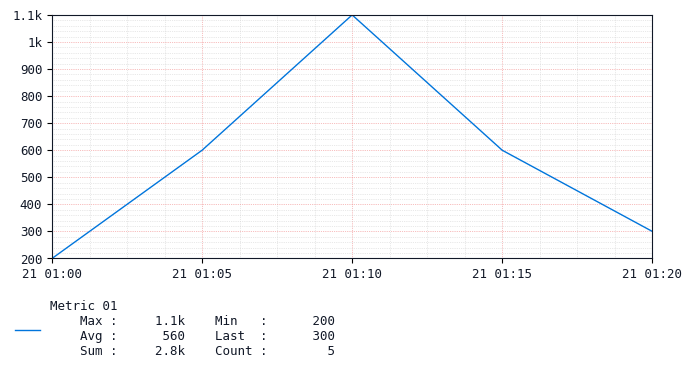 1.1k
1k
900
800
700
600
500
400
300
200
21 01:00 21 01:05 21 01:10 21 01:15 21 01:20
Metric 01
Max : 1.1k Min : 200
Avg : 560 Last : 300
Sum : 2.8k Count : 5